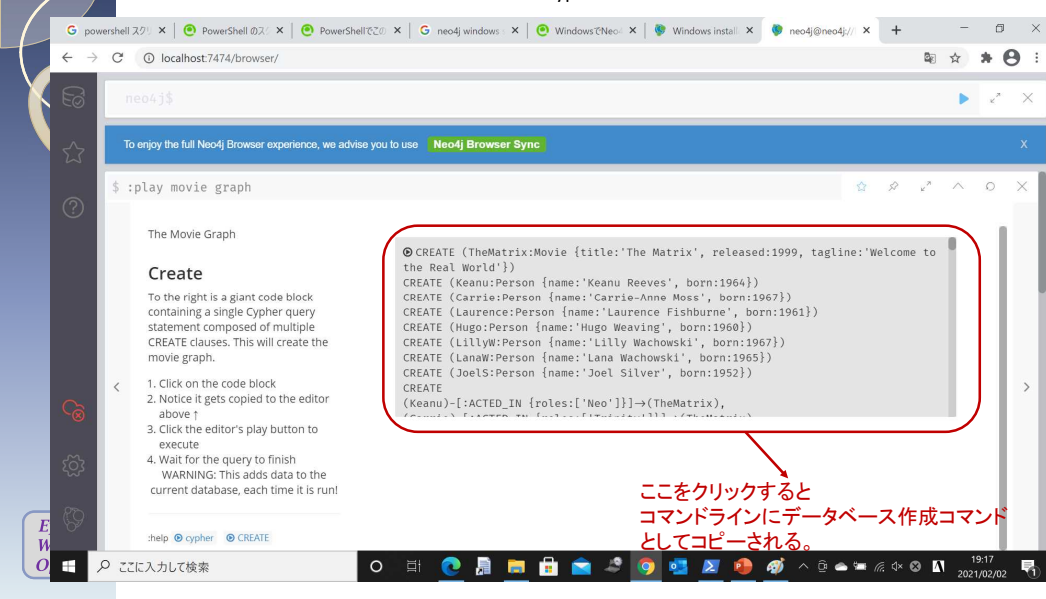 powershell スク
PowerShell のス
PowerShellでこの
neo4j windows
WindowsでNeo4
Windows install
neo4j@neo4j://
localhost:7474/browser/
neo4j$
To enjoy the full Neo4j Browser experience, we advise you to use Neo4j Browser Sync X
$ :play movie graph
The Movie Graph
Create
To the right is a giant code block
containing a single Cypher query
statement composed of multiple
CREATE clauses. This will create the
movie graph.
1. Click on the code block
2. Notice it gets copied to the editor
above ↑
3. Click the editor's play button to
execute
4. Wait for the query to finish
WARNING: This adds data to the
current database, each time it is run!
:help cypher CREATE
CREATE (TheMatrix:Movie {title:'The Matrix', released:1999, tagline:'Welcome to
the Real World'})
CREATE (Keanu:Person {name:'Keanu Reeves', born:1964})
CREATE (Carrie:Person {name:'Carrie-Anne Moss', born:1967})
CREATE (Laurence:Person {name:'Laurence Fishburne', born:1961})
CREATE (Hugo:Person {name:'Hugo Weaving', born:1960})
CREATE (LillyW:Person {name:'Lilly Wachowski', born:1967})
CREATE (LanaW:Person {name:'Lana Wachowski', born:1965})
CREATE (JoelS:Person {name:'Joel Silver', born:1952})
CREATE
(Keanu)-[:ACTED_IN {roles:['Neo']}]→(TheMatrix),
(Carrie)-[:ACTED_IN {roles:['Trinity']}]→(TheMatrix)
ここをクリックすると
コマンドラインにデータベース作成コマンド
としてコピーされる。
E
W
O
ここに入力して検索
19:17
2021/02/02